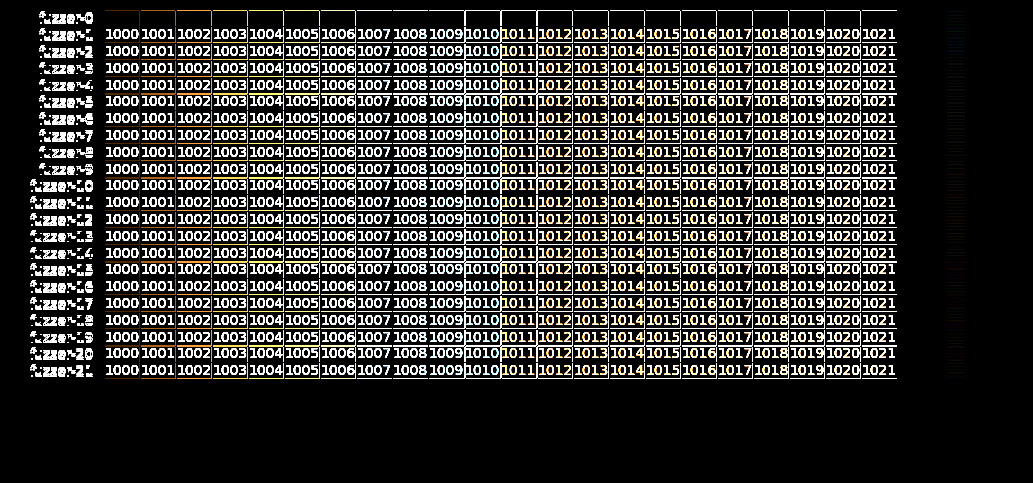 fuzzer-0
fuzzer-1 1000 1001 1002 1003 1004 1005 1006 1007 1008 1009 1010 1011 1012 1013 1014 1015 1016 1017 1018 1019 1020 1021
fuzzer-2 1000 1001 1002 1003 1004 1005 1006 1007 1008 1009 1010 1011 1012 1013 1014 1015 1016 1017 1018 1019 1020 1021
fuzzer-3 1000 1001 1002 1003 1004 1005 1006 1007 1008 1009 1010 1011 1012 1013 1014 1015 1016 1017 1018 1019 1020 1021
fuzzer-4 1000 1001 1002 1003 1004 1005 1006 1007 1008 1009 1010 1011 1012 1013 1014 1015 1016 1017 1018 1019 1020 1021
fuzzer-5 1000 1001 1002 1003 1004 1005 1006 1007 1008 1009 1010 1011 1012 1013 1014 1015 1016 1017 1018 1019 1020 1021
fuzzer-6 1000 1001 1002 1003 1004 1005 1006 1007 1008 1009 1010 1011 1012 1013 1014 1015 1016 1017 1018 1019 1020 1021
fuzzer-7 1000 1001 1002 1003 1004 1005 1006 1007 1008 1009 1010 1011 1012 1013 1014 1015 1016 1017 1018 1019 1020 1021
fuzzer-8 1000 1001 1002 1003 1004 1005 1006 1007 1008 1009 1010 1011 1012 1013 1014 1015 1016 1017 1018 1019 1020 1021
fuzzer-9 1000 1001 1002 1003 1004 1005 1006 1007 1008 1009 1010 1011 1012 1013 1014 1015 1016 1017 1018 1019 1020 1021
fuzzer-10 1000 1001 1002 1003 1004 1005 1006 1007 1008 1009 1010 1011 1012 1013 1014 1015 1016 1017 1018 1019 1020 1021
fuzzer-11 1000 1001 1002 1003 1004 1005 1006 1007 1008 1009 1010 1011 1012 1013 1014 1015 1016 1017 1018 1019 1020 1021
fuzzer-12 1000 1001 1002 1003 1004 1005 1006 1007 1008 1009 1010 1011 1012 1013 1014 1015 1016 1017 1018 1019 1020 1021
fuzzer-13 1000 1001 1002 1003 1004 1005 1006 1007 1008 1009 1010 1011 1012 1013 1014 1015 1016 1017 1018 1019 1020 1021
fuzzer-14 1000 1001 1002 1003 1004 1005 1006 1007 1008 1009 1010 1011 1012 1013 1014 1015 1016 1017 1018 1019 1020 1021
fuzzer-15 1000 1001 1002 1003 1004 1005 1006 1007 1008 1009 1010 1011 1012 1013 1014 1015 1016 1017 1018 1019 1020 1021
fuzzer-16 1000 1001 1002 1003 1004 1005 1006 1007 1008 1009 1010 1011 1012 1013 1014 1015 1016 1017 1018 1019 1020 1021
fuzzer-17 1000 1001 1002 1003 1004 1005 1006 1007 1008 1009 1010 1011 1012 1013 1014 1015 1016 1017 1018 1019 1020 1021
fuzzer-18 1000 1001 1002 1003 1004 1005 1006 1007 1008 1009 1010 1011 1012 1013 1014 1015 1016 1017 1018 1019 1020 1021
fuzzer-19 1000 1001 1002 1003 1004 1005 1006 1007 1008 1009 1010 1011 1012 1013 1014 1015 1016 1017 1018 1019 1020 1021
fuzzer-20 1000 1001 1002 1003 1004 1005 1006 1007 1008 1009 1010 1011 1012 1013 1014 1015 1016 1017 1018 1019 1020 1021
fuzzer-21 1000 1001 1002 1003 1004 1005 1006 1007 1008 1009 1010 1011 1012 1013 1014 1015 1016 1017 1018 1019 1020 1021